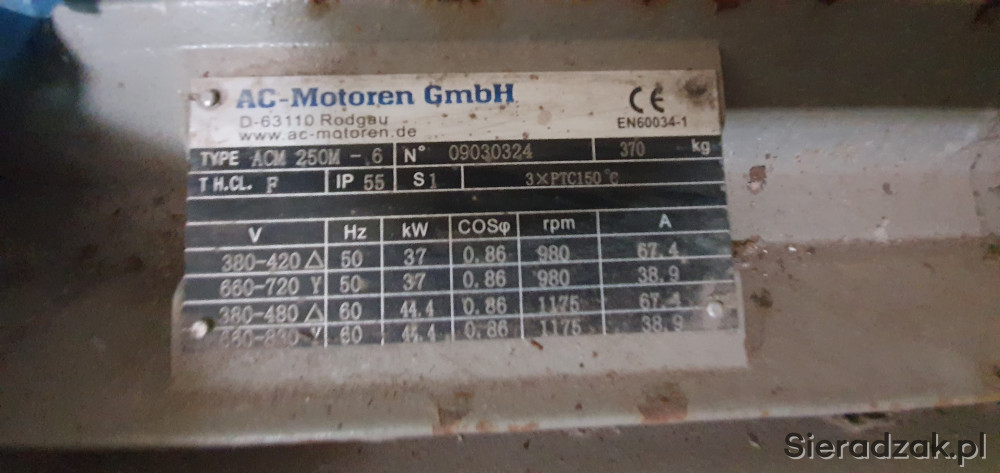 AC-Motoren GmbH
D-63110 Rodgau
www.ac-motoren.de
CE
EN60034-1
TYPE ACM 250M - .6 N° 09030324 370 kg
TH.CL. F IP 55 S1 3×PTC150℃
V Hz kW COSφ rpm A
380-420 △ 50 37 0.86 980 67.4
660-720 Y 50 37 0.86 980 38.9
380-480 △ 60 44.4 0.86 1175 67.4
Y 60 44.4 0.86 1175 38.9
Sieradzak.pl